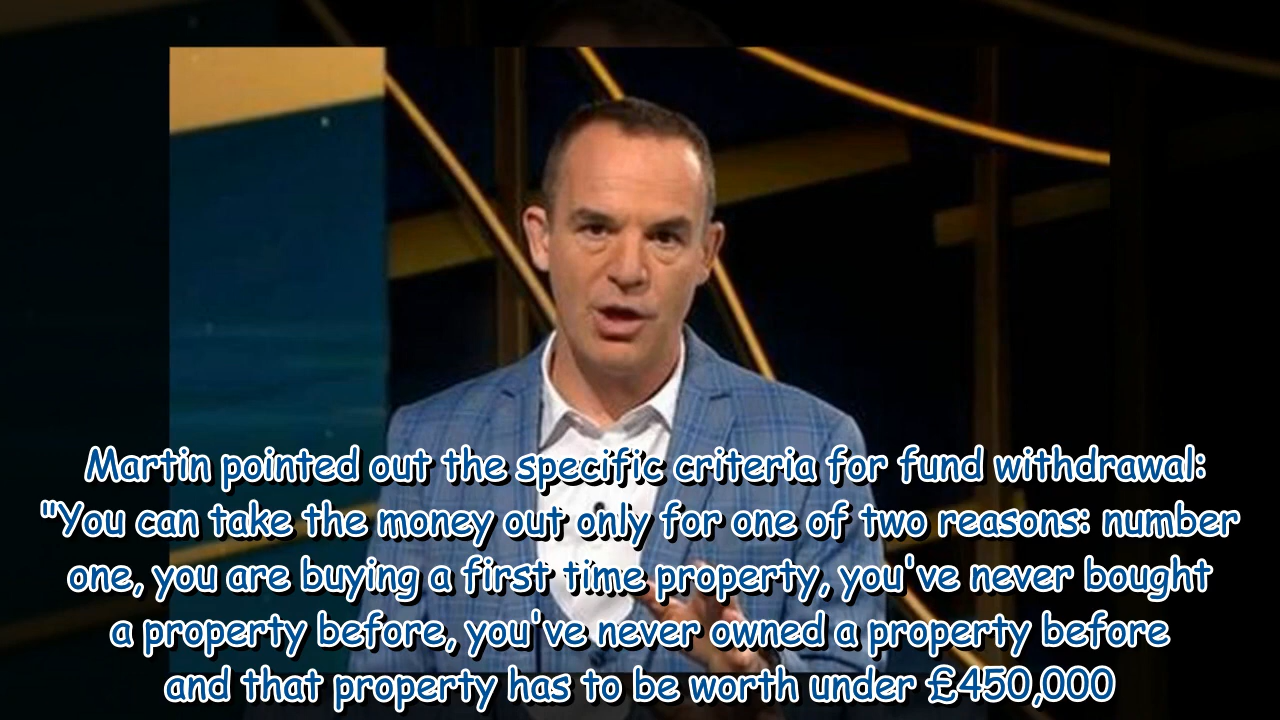 Martin pointed out the specific criteria for fund withdrawal:
"You can take the money out only for one of two reasons: number
one, you are buying a first time property, you've never bought
a property before, you've never owned a property before
and that property has to be worth under £450,000